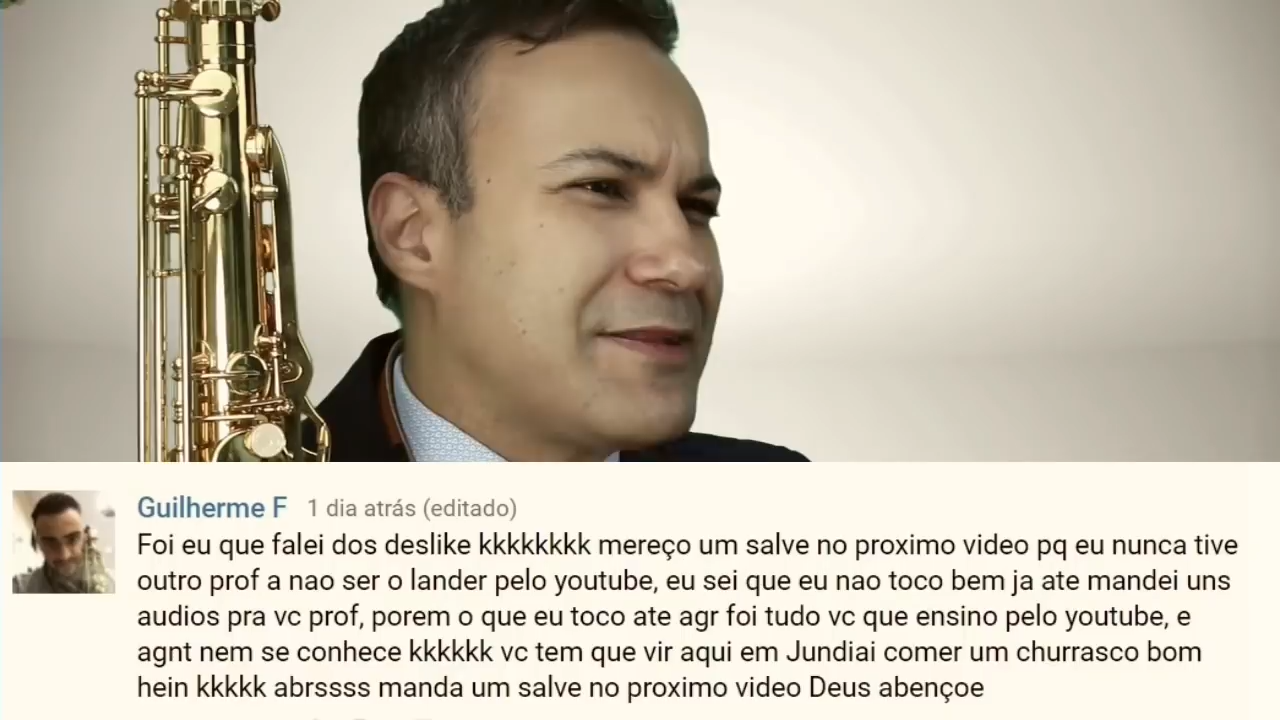 Guilherme F 1 dia atrás (editado)
Foi eu que falei dos deslike kkkkkkkk mereço um salve no proximo video pq eu nunca tive
outro prof a nao ser o lander pelo youtube, eu sei que eu nao toco bem ja ate mandei uns
audios pra vc prof, porem o que eu toco ate agr foi tudo vc que ensino pelo youtube, e
agnt nem se conhece kkkkkk vc tem que vir aqui em Jundiai comer um churrasco bom
hein kkkkk abrssss manda um salve no proximo video Deus abençoe